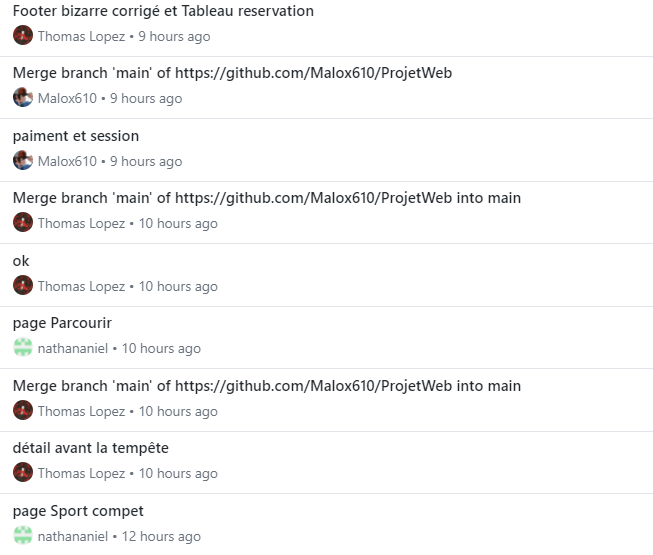 Footer bizarre corrigé et Tableau reservation
Thomas Lopez • 9 hours ago
Merge branch 'main' of https://github.com/Malox610/ProjetWeb
Malox610 • 9 hours ago
paiment et session
Malox610 • 9 hours ago
Merge branch 'main' of https://github.com/Malox610/ProjetWeb into main
Thomas Lopez • 10 hours ago
ok
Thomas Lopez • 10 hours ago
page Parcourir
nathananiel • 10 hours ago
Merge branch 'main' of https://github.com/Malox610/ProjetWeb into main
Thomas Lopez • 10 hours ago
détail avant la tempête
Thomas Lopez • 10 hours ago
page Sport compet
nathananiel • 12 hours ago